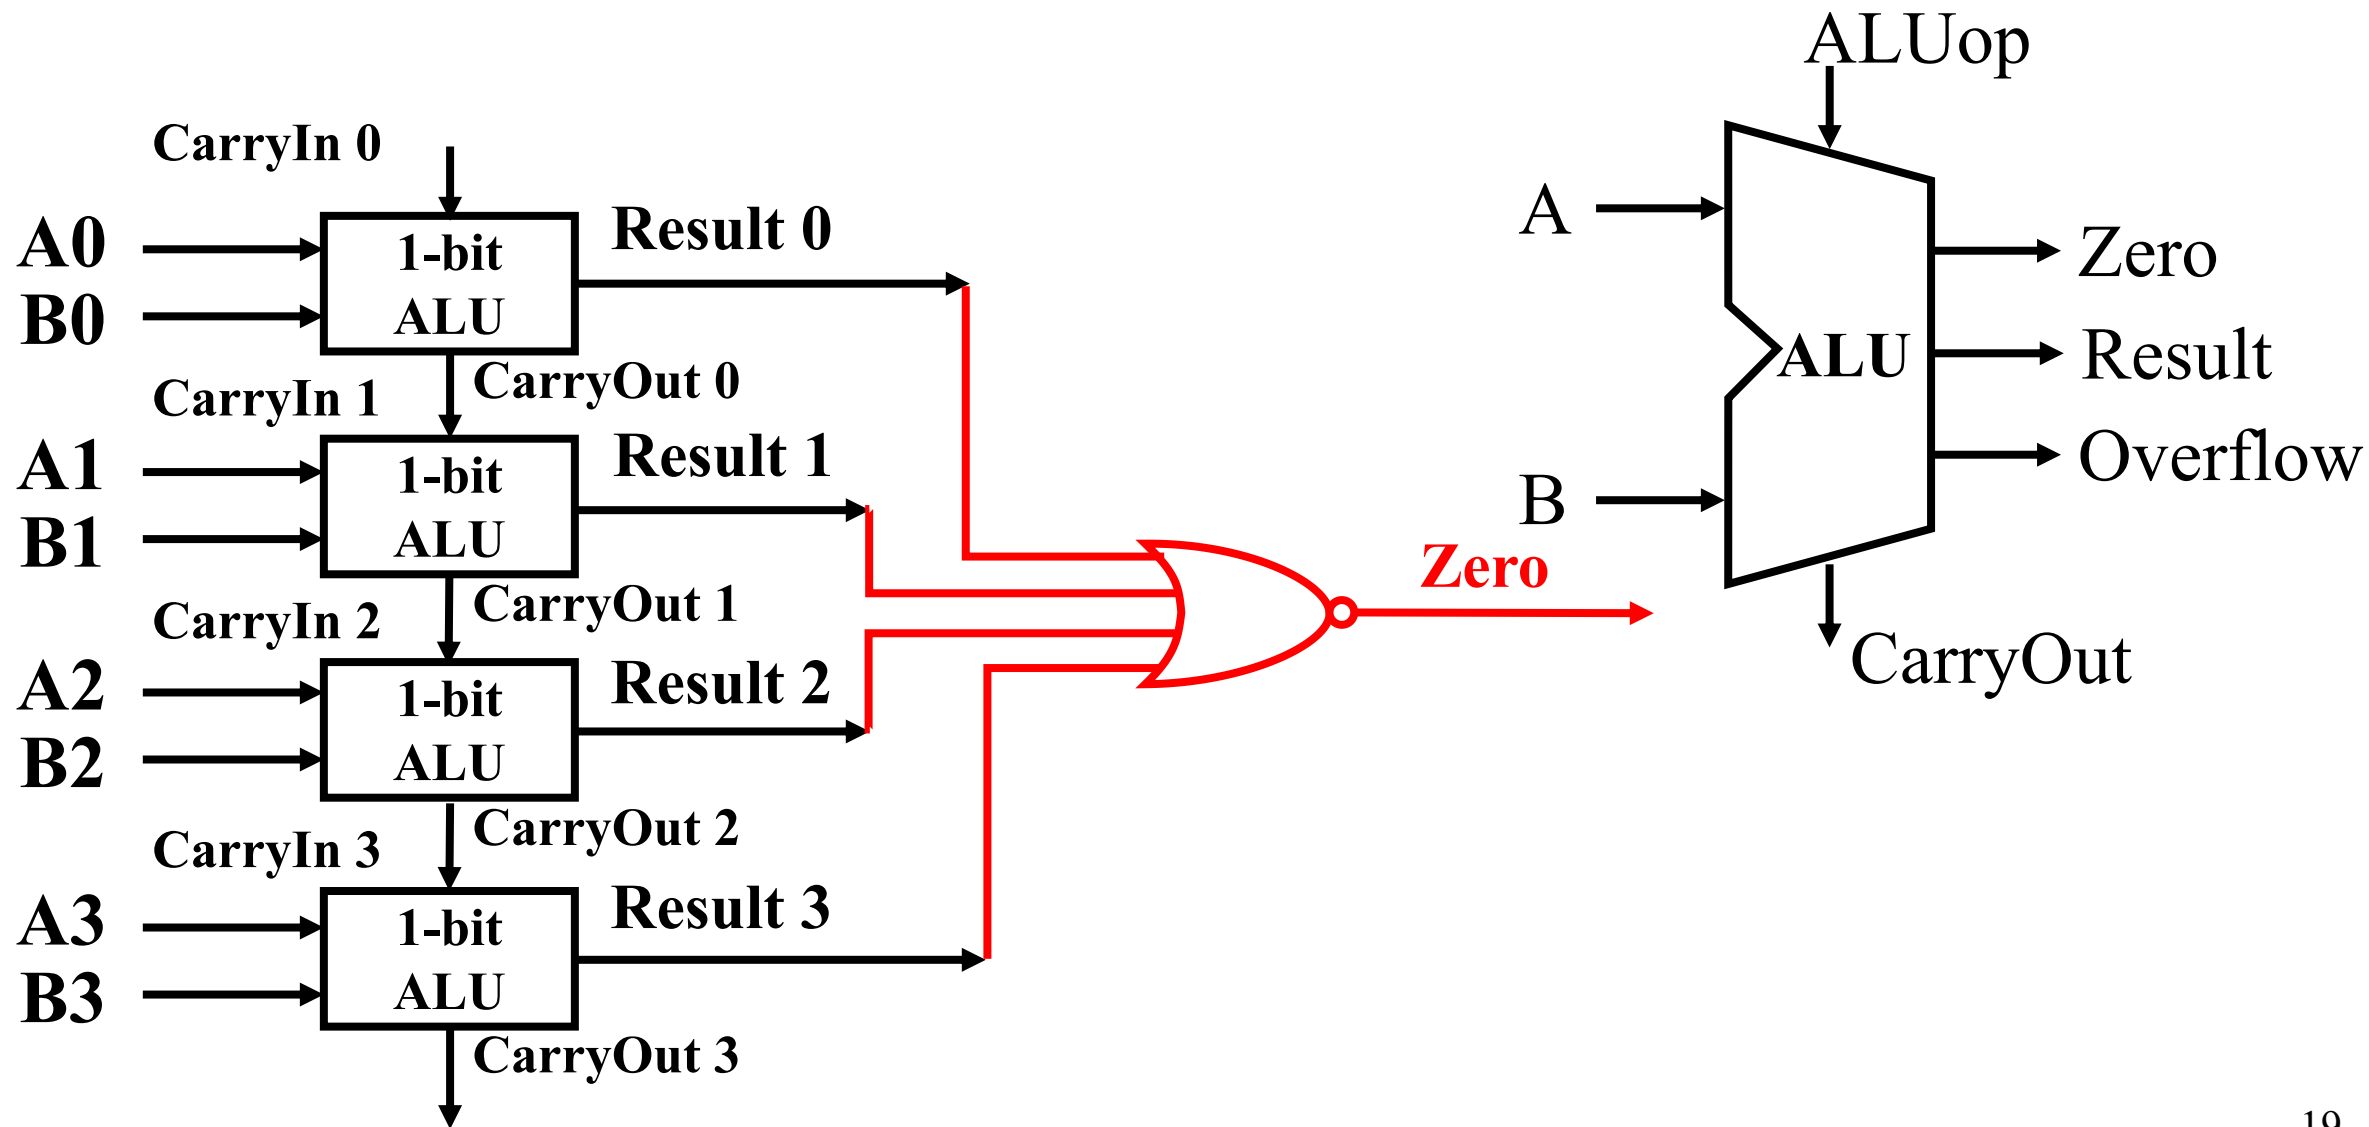 ALUop
CarryIn 0
A0
B0
1-bit
ALU
Result 0
CarryOut 0
CarryIn 1
A1
B1
1-bit
ALU
Result 1
CarryOut 1
CarryIn 2
A2
B2
1-bit
ALU
Result 2
CarryOut 2
CarryIn 3
A3
B3
1-bit
ALU
Result 3
CarryOut 3
Zero
A
B
ALU
Zero
Result
Overflow
CarryOut
19